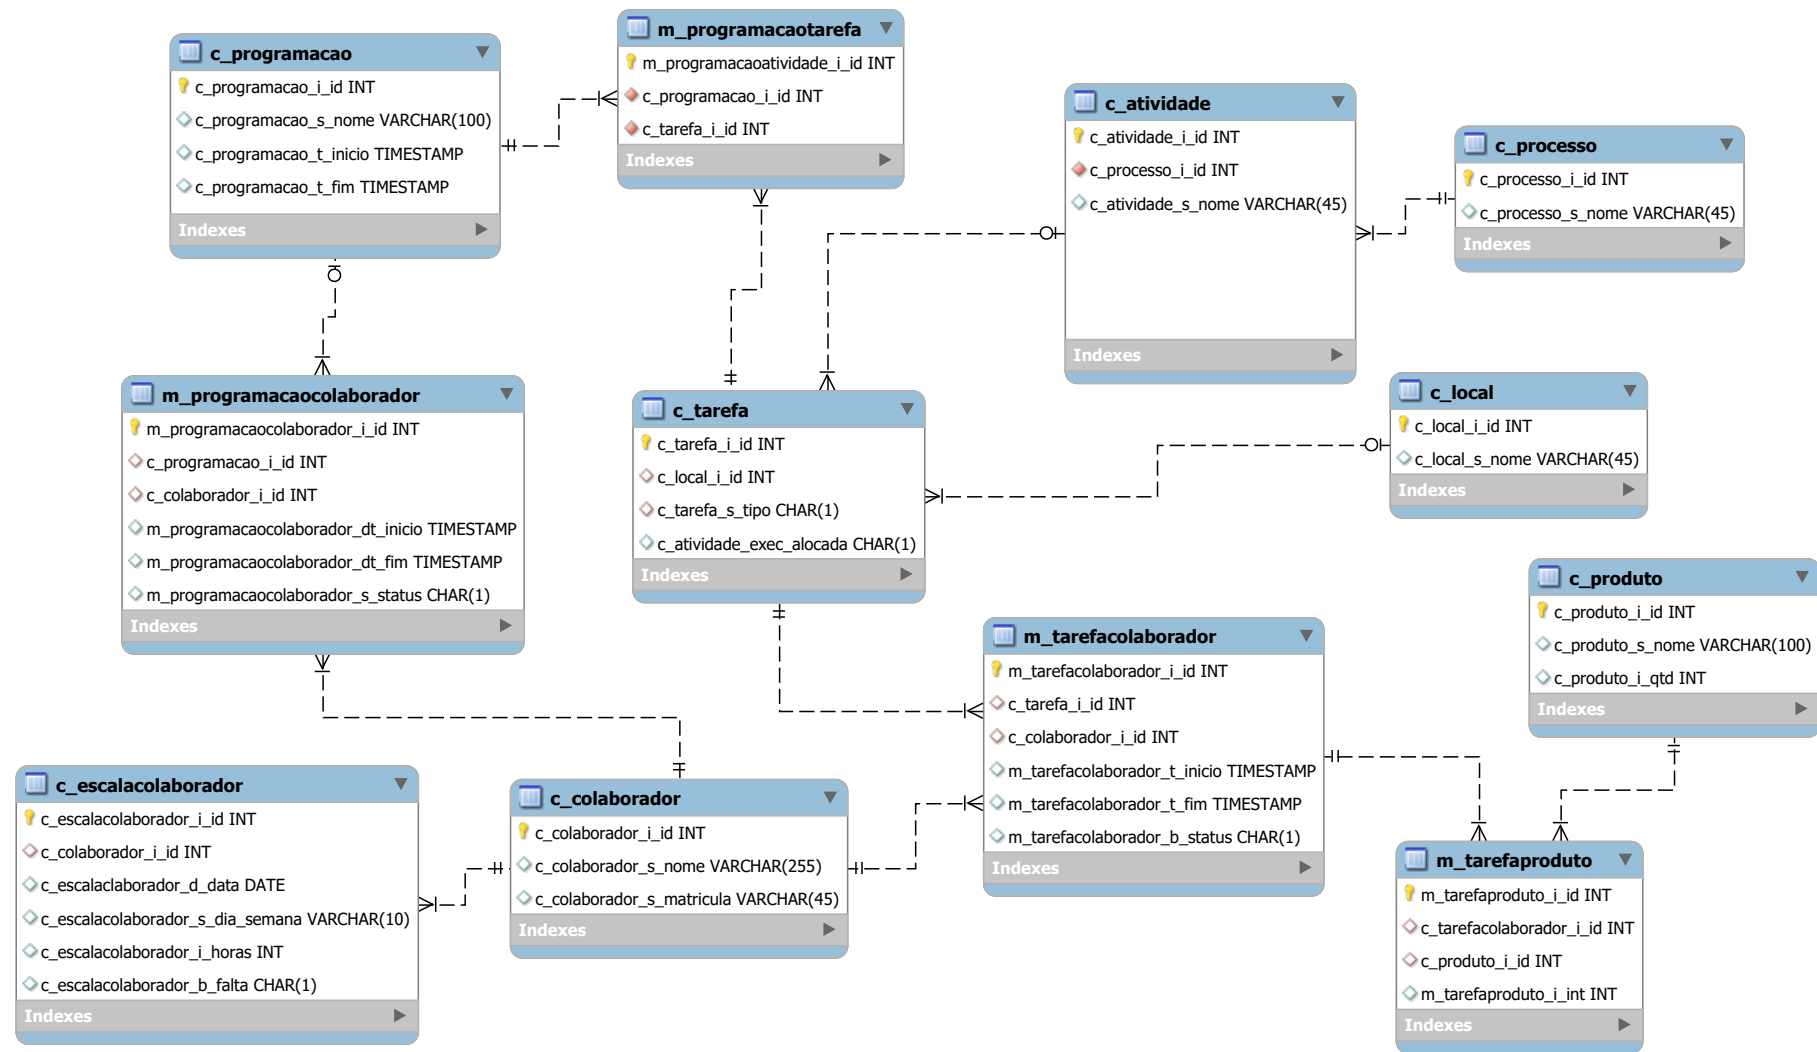 c_programacao
c_programacao_i_id INT
c_programacao_s_nome VARCHAR(100)
c_programacao_t_inicio TIMESTAMP
c_programacao_t_fim TIMESTAMP
Indexes
m_programacaotarefa
m_programacaoatividade_i_id INT
c_programacao_i_id INT
c_tarefa_i_id INT
Indexes
c_atividade
c_atividade_i_id INT
c_processo_i_id INT
c_atividade_s_nome VARCHAR(45)
Indexes
c_processo
c_processo_i_id INT
c_processo_s_nome VARCHAR(45)
Indexes
m_programacaocolaborador
m_programacaocolaborador_i_id INT
c_programacao_i_id INT
c_colaborador_i_id INT
m_programacaocolaborador_dt_inicio TIMESTAMP
m_programacaocolaborador_dt_fim TIMESTAMP
m_programacaocolaborador_s_status CHAR(1)
Indexes
c_tarefa
c_tarefa_i_id INT
c_local_i_id INT
c_tarefa_s_tipo CHAR(1)
c_atividade_exec_alocada CHAR(1)
Indexes
c_local
c_local_i_id INT
c_local_s_nome VARCHAR(45)
Indexes
c_produto
c_produto_i_id INT
c_produto_s_nome VARCHAR(100)
c_produto_i_qtd INT
Indexes
m_tarefacolaborador
m_tarefacolaborador_i_id INT
c_tarefa_i_id INT
c_colaborador_i_id INT
m_tarefacolaborador_t_inicio TIMESTAMP
m_tarefacolaborador_t_fim TIMESTAMP
m_tarefacolaborador_b_status CHAR(1)
Indexes
c_escalacolaborador
c_escalacolaborador_i_id INT
c_colaborador_i_id INT
c_escalaclaborador_d_data DATE
c_escalacolaborador_s_dia_semana VARCHAR(10)
c_escalacolaborador_i_horas INT
c_escalacolaborador_b_falta CHAR(1)
Indexes
c_colaborador
c_colaborador_i_id INT
c_colaborador_s_nome VARCHAR(255)
c_colaborador_s_matricula VARCHAR(45)
Indexes
m_tarefaproduto
m_tarefaproduto_i_id INT
c_tarefacolaborador_i_id INT
c_produto_i_id INT
m_tarefaproduto_i_int INT
Indexes